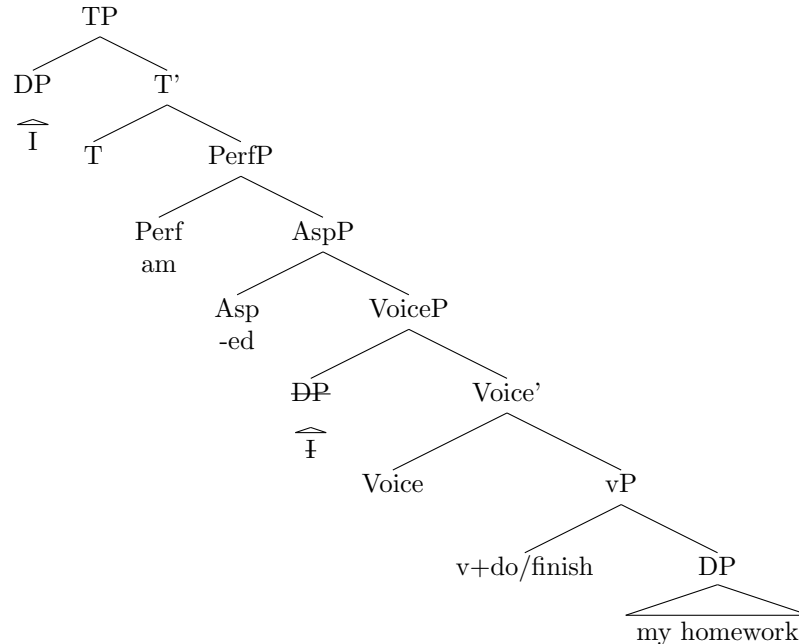 TP
DP T’
I
T PerfP
Perf AspP
am
Asp VoiceP
-ed
DP Voice’
I
Voice vP
v+do/finish DP
my homework